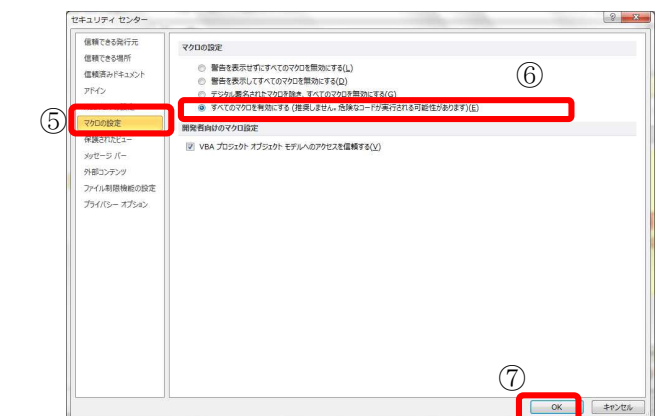 セキュリティ センター
信頼できる発行元
信頼できる場所
信頼済みドキュメント
アドイン
マクロの設定
保護されたビュー
メッセージ バー
外部コンテンツ
ファイル制限機能の設定
プライバシー オプション
マクロの設定
警告を表示せずにすべてのマクロを無効にする(L)
警告を表示してすべてのマクロを無効にする(D)
デジタル署名されたマクロを除き、すべてのマクロを無効にする(G)
すべてのマクロを有効にする (推奨しません。危険なコードが実行される可能性があります)(E)
開発者向けのマクロ設定
VBA プロジェクト オブジェクト モデルへのアクセスを信頼する(V)
⑤
⑥
⑦
OK
キャンセル